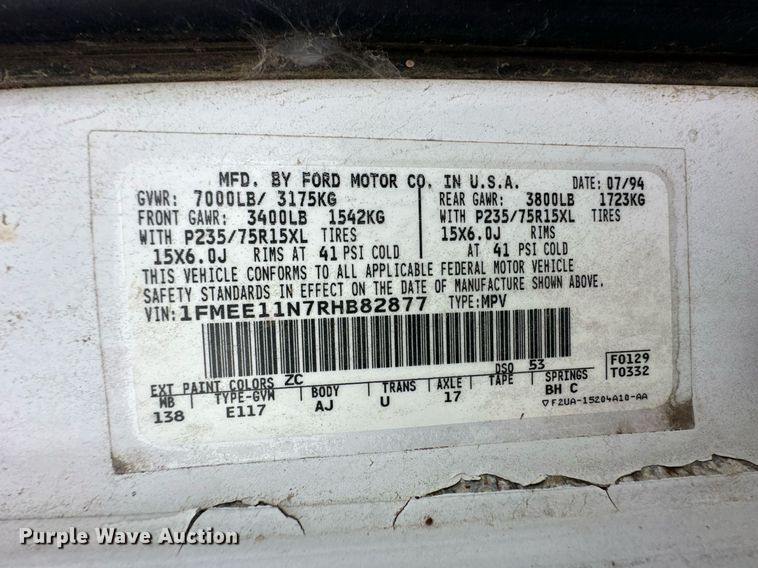 MFD. BY FORD MOTOR CO. IN U.S.A.
DATE: 07/94
GVWR: 7000LB/ 3175KG
FRONT GAWR: 3400LB 1542KG
WITH P235/75R15XL TIRES
15X6.0J RIMS AT 41 PSI COLD
REAR GAWR: 3800LB 1723KG
WITH P235/75R15XL TIRES
15X6.0J RIMS
AT 41 PSI COLD
THIS VEHICLE CONFORMS TO ALL APPLICABLE FEDERAL MOTOR VEHICLE
SAFETY STANDARDS IN EFFECT ON THE DATE OF MANUFACTURE SHOWN ABOVE.
VIN: 1FMEE11N7RHB82877 TYPE: MPV
EXT PAINT COLORS ZC DSO 53
WB TYPE-GVW BODY TRANS AXLE TAPE SPRINGS
138 E117 AJ U 17 BH C
F0129
T0332
▽F2UA-15204A10-AA
Purple Wave Auction